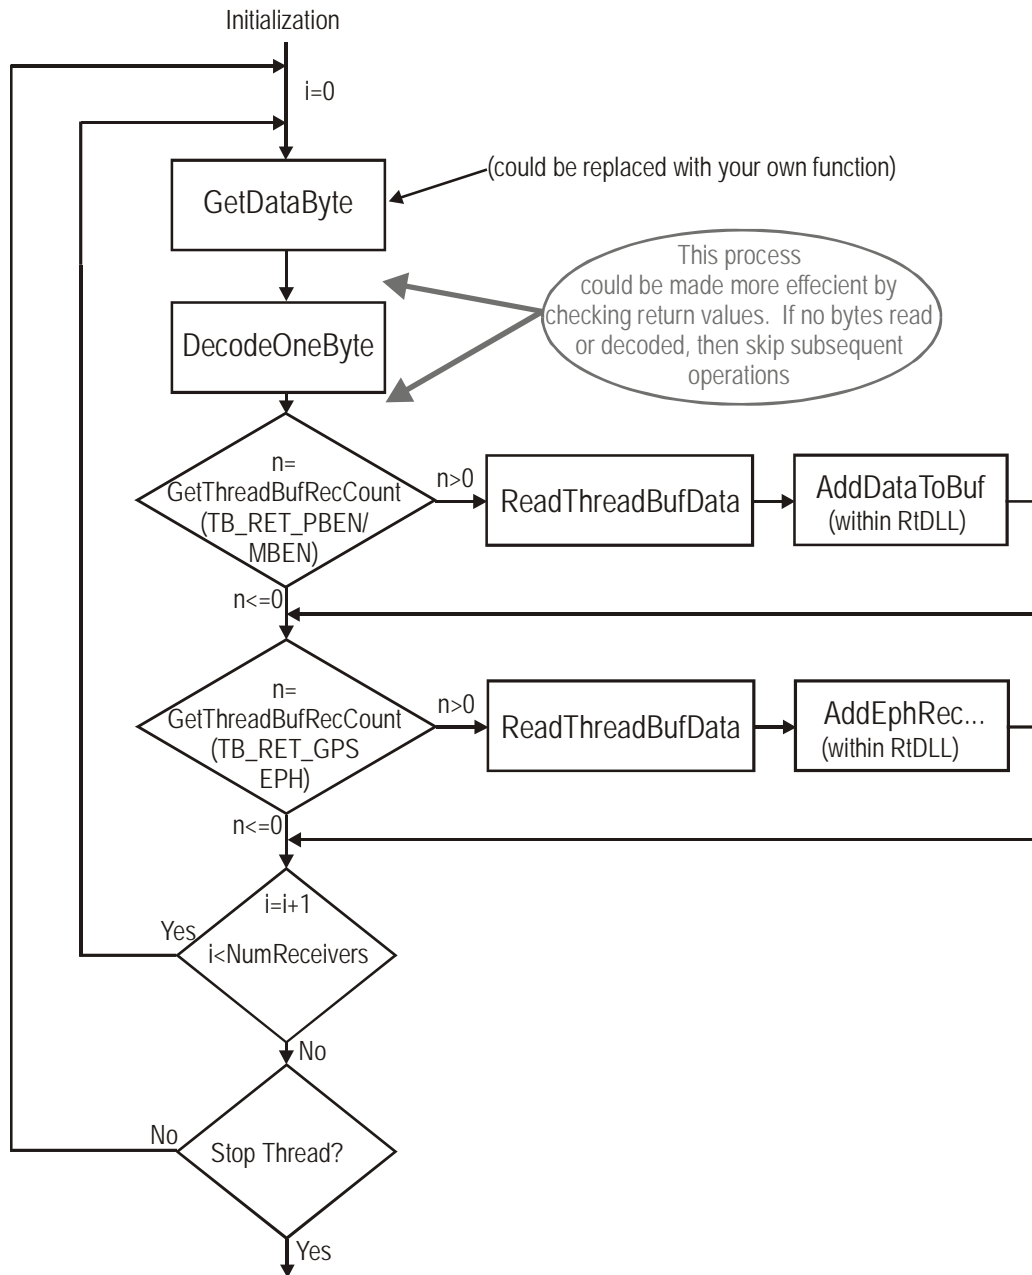 Initialization
i=0
GetDataByte
(could be replaced with your own function)
This process
could be made more effecient by
checking return values.  If no bytes read
or decoded, then skip subsequent
operations
DecodeOneByte
n=
GetThreadBufRecCount
(TB_RET_PBEN/
MBEN)
n>0
ReadThreadBufData
AddDataToBuf
(within RtDLL)
n<=0
n=
GetThreadBufRecCount
(TB_RET_GPS
EPH)
n>0
ReadThreadBufData
AddEphRec...
(within RtDLL)
n<=0
i=i+1
Yes
i<NumReceivers
No
No
Stop Thread?
Yes